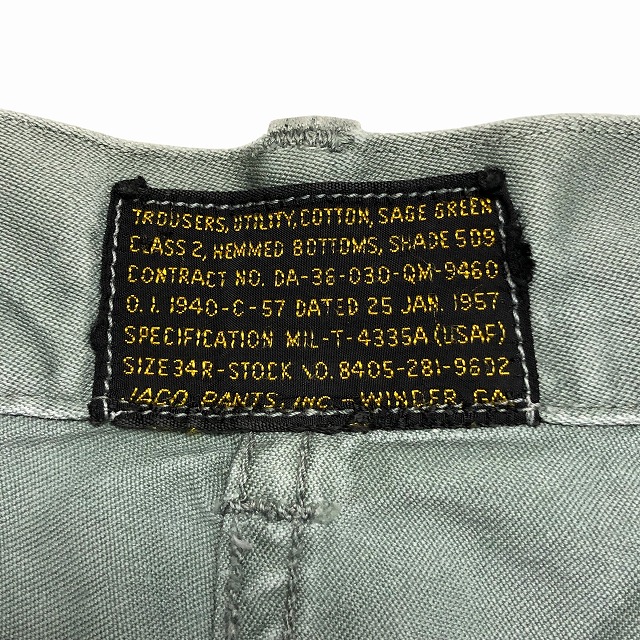 TROUSERS, UTILITY, COTTON, SAGE GREEN
CLASS 2, HEMMED BOTTOMS, SHADE 509
CONTRACT NO. DA-36-030-QM-9460
O.I. 1940-C-57 DATED 25 JAN. 1957
SPECIFICATION MIL-T-4335A (USAF)
SIZE 34R-STOCK NO. 8405-281-9602
JACO PANTS, INC.-WINDER, GA.